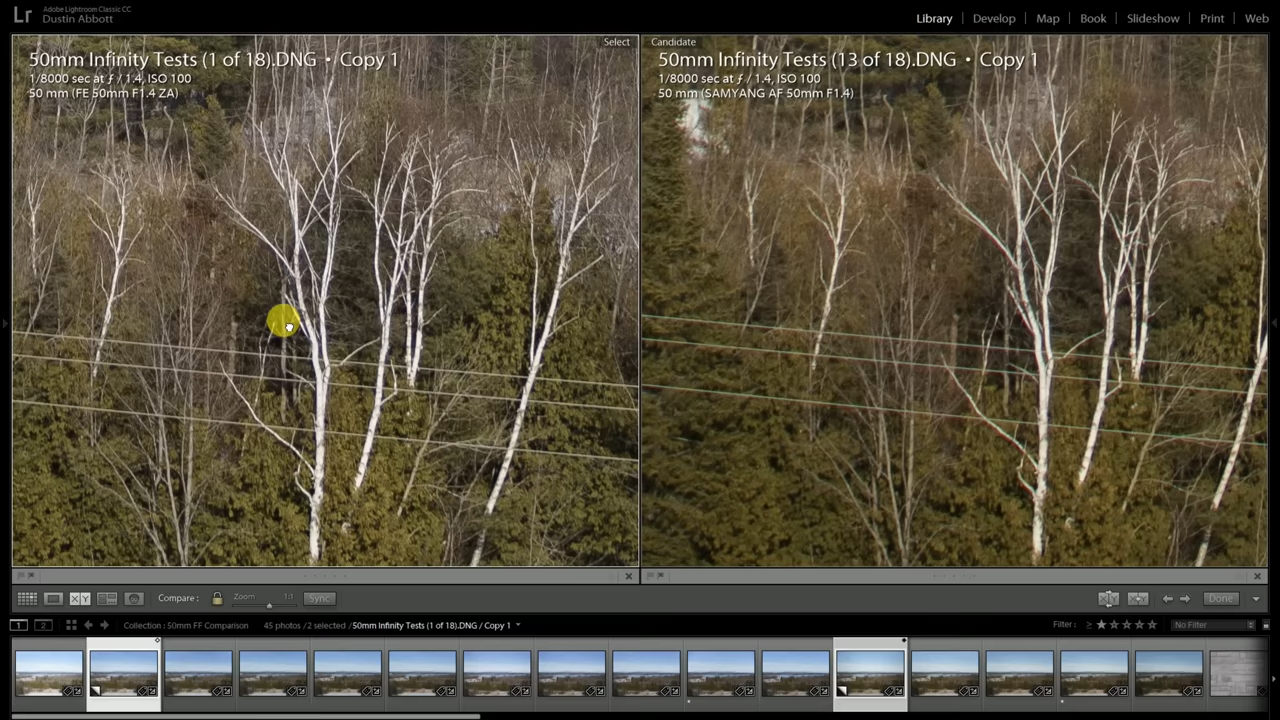 Lr
Adobe Lightroom Classic CC
Dustin Abbott
Library | Develop | Map | Book | Slideshow | Print | Web
Select
50mm Infinity Tests (1 of 18).DNG • Copy 1
1/8000 sec at ƒ / 1.4, ISO 100
50 mm (FE 50mm F1.4 ZA)
Candidate
50mm Infinity Tests (13 of 18).DNG • Copy 1
1/8000 sec at ƒ / 1.4, ISO 100
50 mm (SAMYANG AF 50mm F1.4)
XY Compare : Zoom 1:1 Sync Done
1 2 Collection : 50mm FF Comparison 45 photos /2 selected /50mm Infinity Tests (1 of 18).DNG / Copy 1 Filter : ≥ No Filter